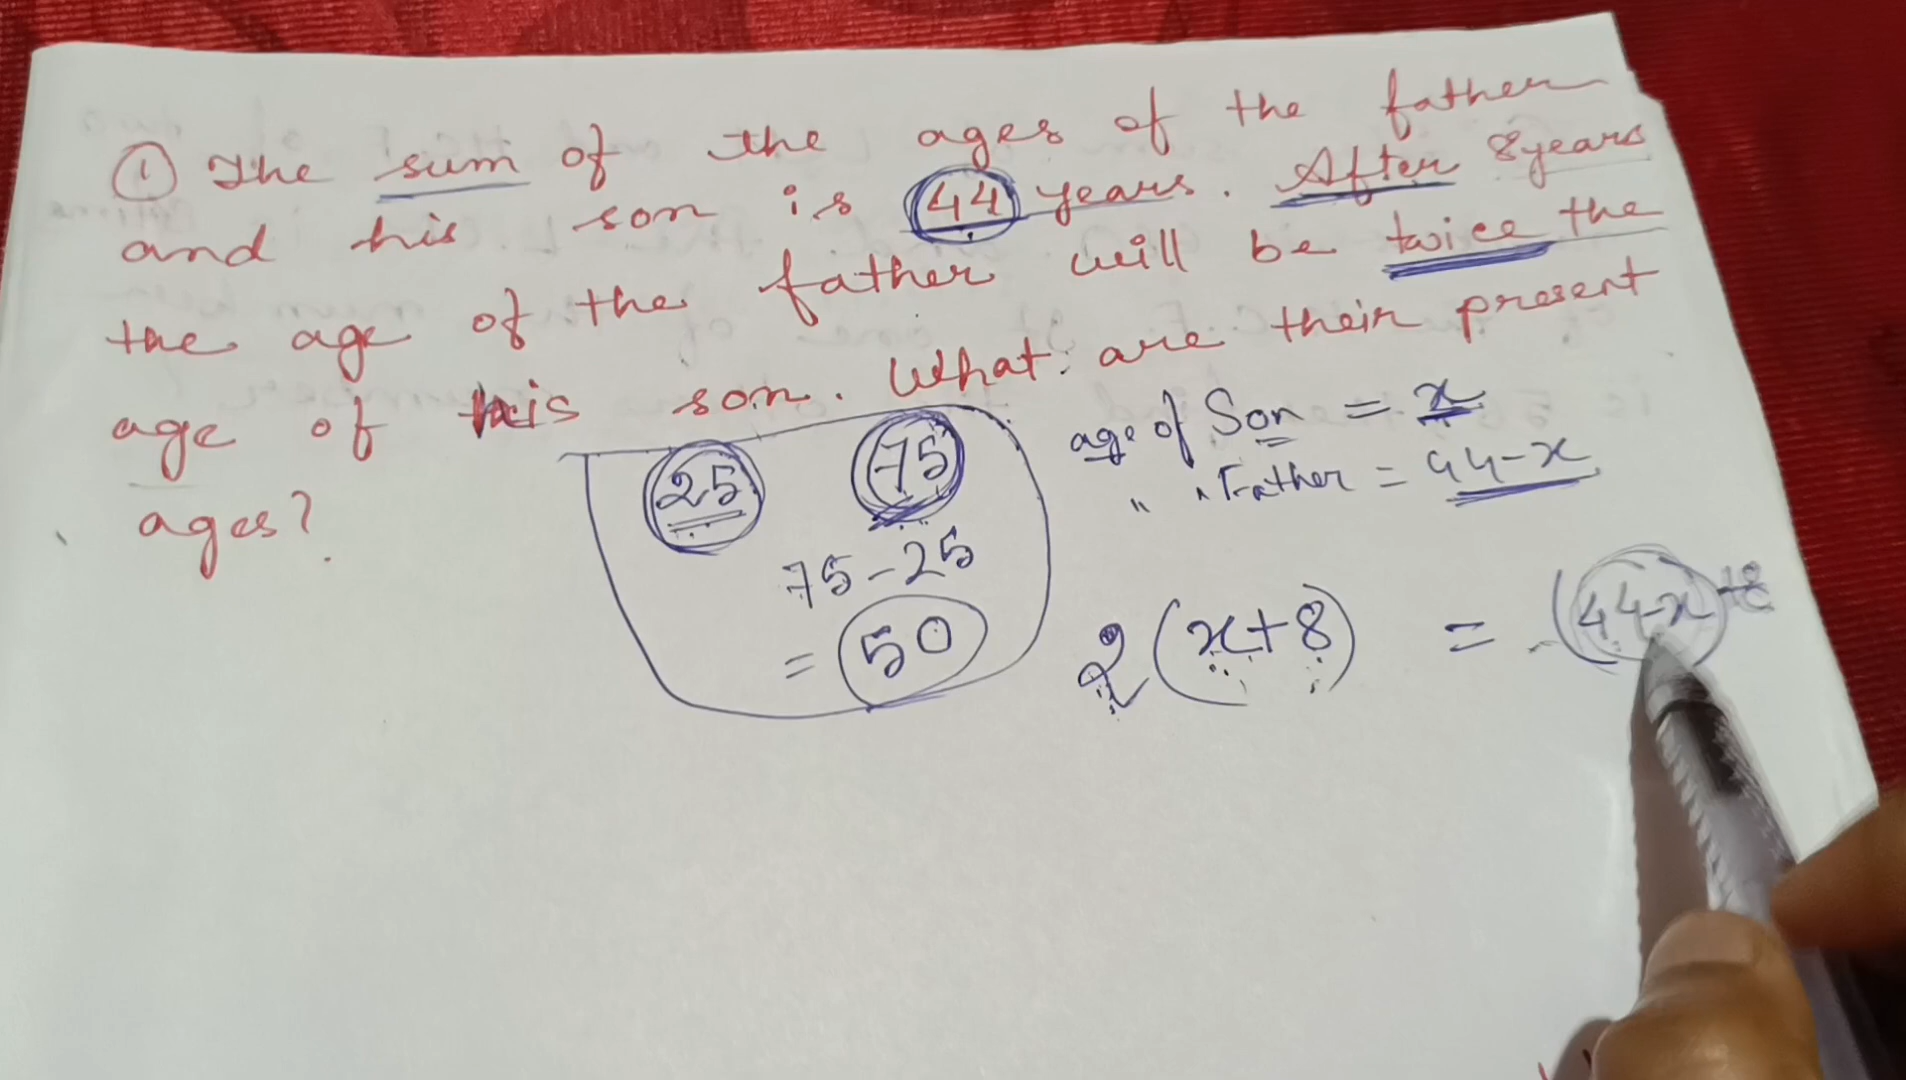 ① The sum of the ages of the father
and his son is 44 years. After 8 years
the age of the father will be twice the
age of his son. What are their present
ages?
25 75
75-25
= 50
age of Son = x
" " Father = 44-x
2(x+8) = (44-x)+8